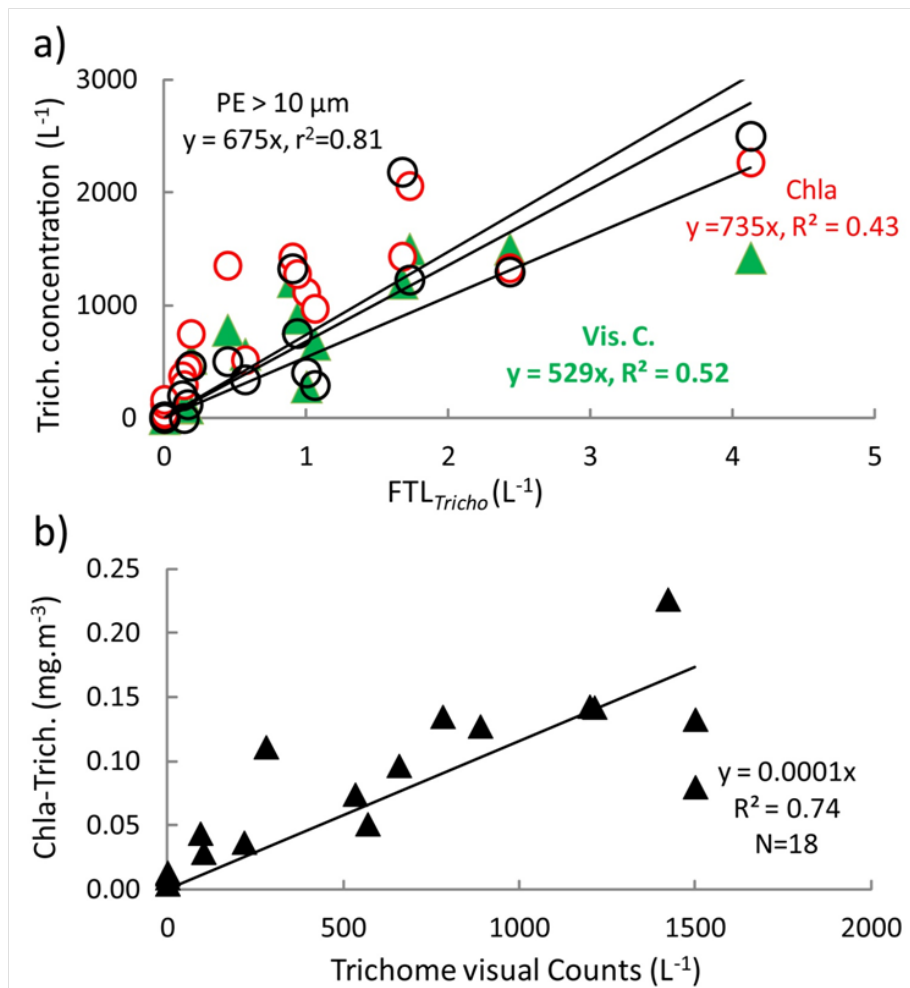 a)
Trich. concentration (L-1)
3000
2000
1000
0
PE > 10 µm
y = 675x, r²=0.81
Chla
y =735x, R² = 0.43
Vis. C.
y = 529x, R² = 0.52
0 1 2 3 4 5
FTLTricho (L-1)
b)
Chla-Trich. (mg.m-3)
0.25
0.20
0.15
0.10
0.05
0.00
y = 0.0001x
R² = 0.74
N=18
0 500 1000 1500 2000
Trichome visual Counts (L-1)